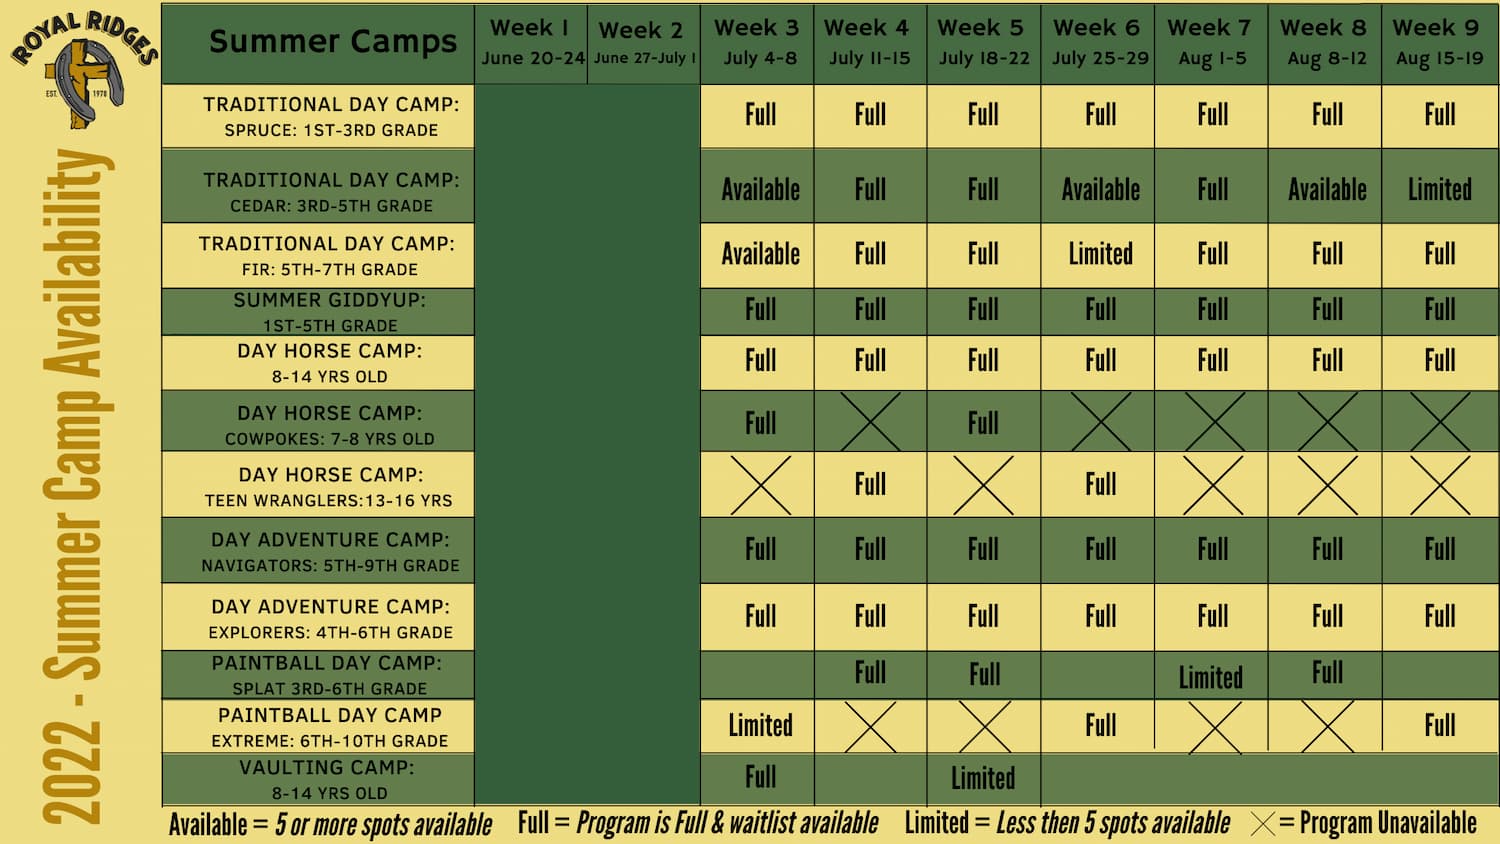 ROYAL RIDGES
EST. 1978
2022 - Summer Camp Availability
Summer Camps
Week 1
June 20-24
Week 2
June 27-July 1
Week 3
July 4-8
Week 4
July 11-15
Week 5
July 18-22
Week 6
July 25-29
Week 7
Aug 1-5
Week 8
Aug 8-12
Week 9
Aug 15-19
TRADITIONAL DAY CAMP:
SPRUCE: 1ST-3RD GRADE
Full Full Full Full Full Full Full
TRADITIONAL DAY CAMP:
CEDAR: 3RD-5TH GRADE
Available Full Full Available Full Available Limited
TRADITIONAL DAY CAMP:
FIR: 5TH-7TH GRADE
Available Full Full Limited Full Full Full
SUMMER GIDDYUP:
1ST-5TH GRADE
Full Full Full Full Full Full Full
DAY HORSE CAMP:
8-14 YRS OLD
Full Full Full Full Full Full Full
DAY HORSE CAMP:
COWPOKES: 7-8 YRS OLD
Full Full
DAY HORSE CAMP:
TEEN WRANGLERS:13-16 YRS
Full Full
DAY ADVENTURE CAMP:
NAVIGATORS: 5TH-9TH GRADE
Full Full Full Full Full Full Full
DAY ADVENTURE CAMP:
EXPLORERS: 4TH-6TH GRADE
Full Full Full Full Full Full Full
PAINTBALL DAY CAMP:
SPLAT 3RD-6TH GRADE
Full Full Limited Full
PAINTBALL DAY CAMP
EXTREME: 6TH-10TH GRADE
Limited Full Full
VAULTING CAMP:
8-14 YRS OLD
Full Limited
Available = 5 or more spots available Full = Program is Full & waitlist available Limited = Less then 5 spots available = Program Unavailable